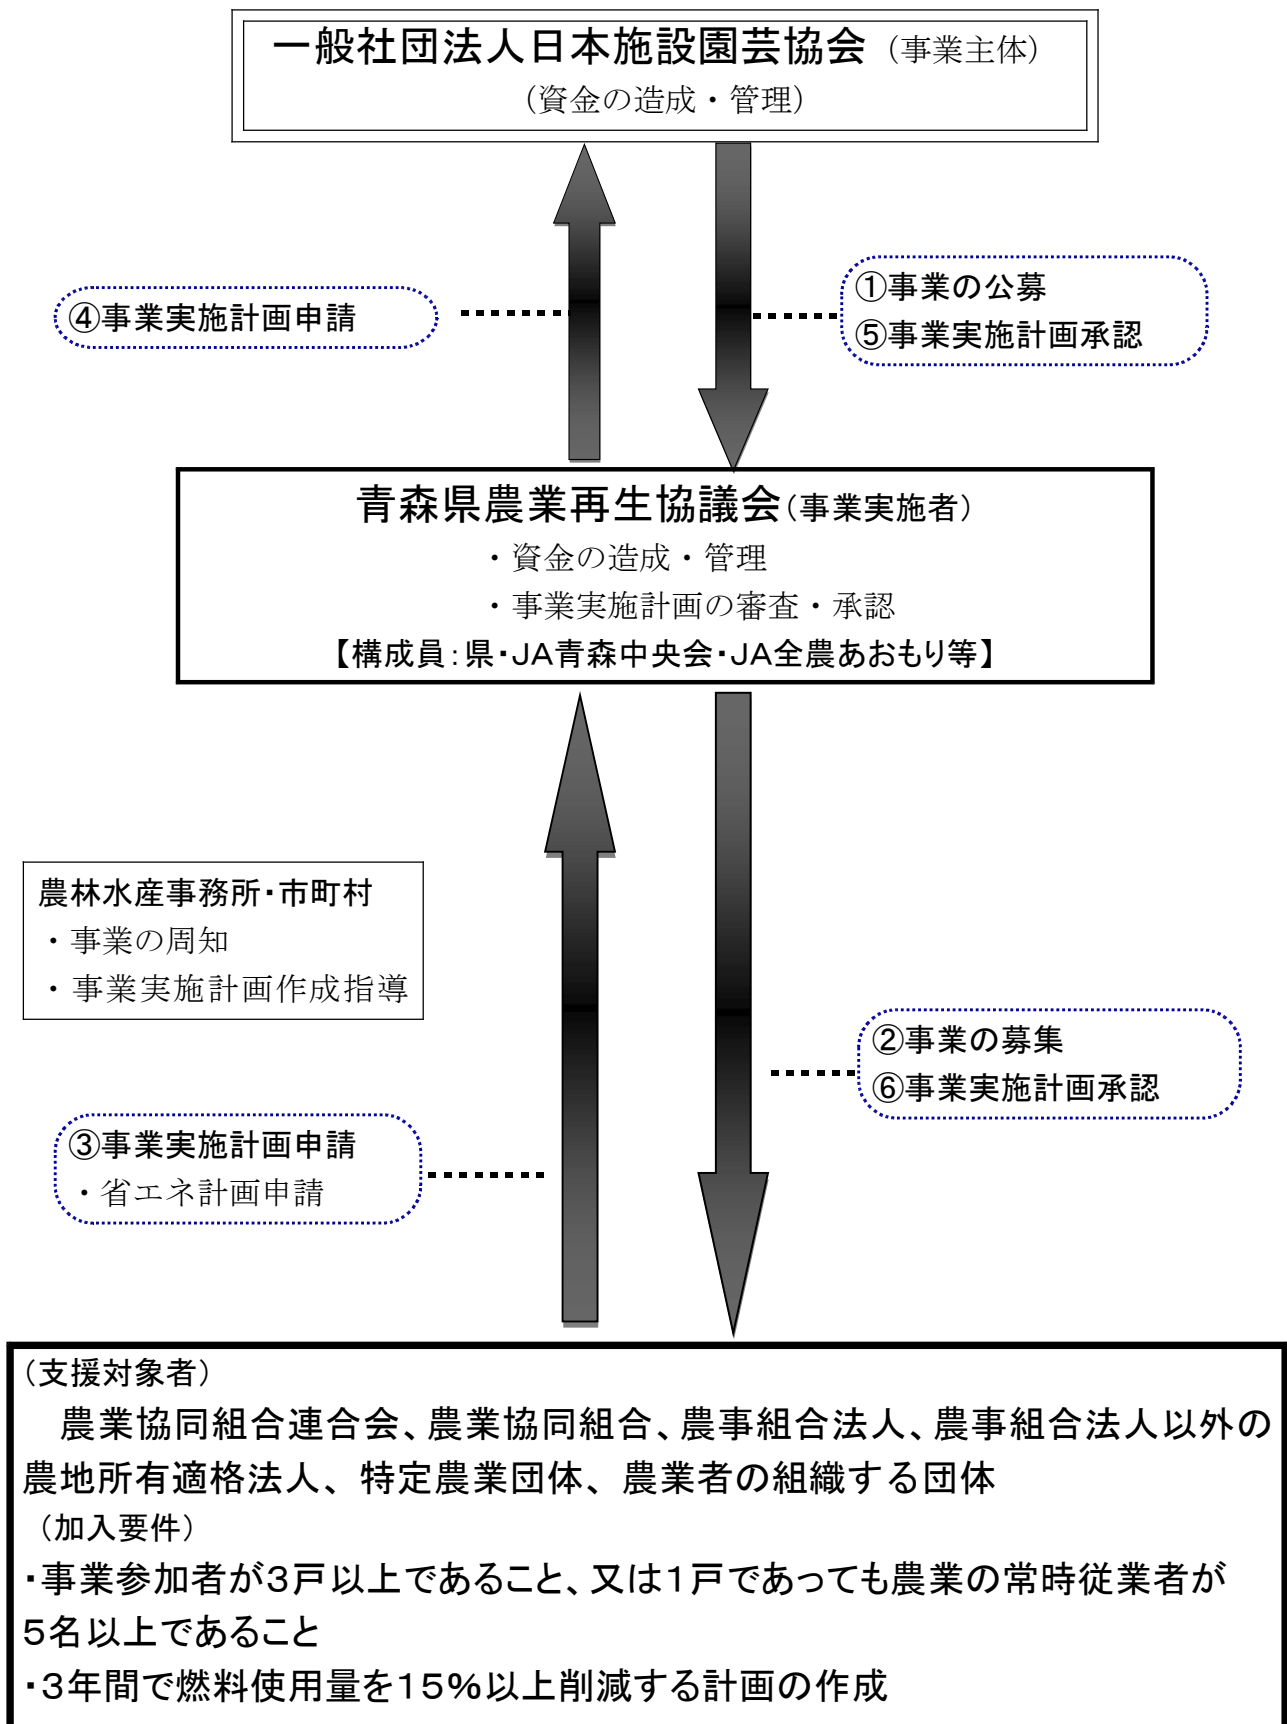 一般社団法人日本施設園芸協会（事業主体）
（資金の造成・管理）
④事業実施計画申請
①事業の公募
⑤事業実施計画承認
青森県農業再生協議会（事業実施者）
・資金の造成・管理
・事業実施計画の審査・承認
【構成員：県・JA青森中央会・JA全農あおもり等】
農林水産事務所・市町村
・事業の周知
・事業実施計画作成指導
②事業の募集
⑥事業実施計画承認
③事業実施計画申請
・省エネ計画申請
（支援対象者）
農業協同組合連合会、農業協同組合、農事組合法人、農事組合法人以外の
農地所有適格法人、特定農業団体、農業者の組織する団体
（加入要件）
・事業参加者が３戸以上であること、又は１戸であっても農業の常時従業者が
５名以上であること
・３年間で燃料使用量を１５％以上削減する計画の作成